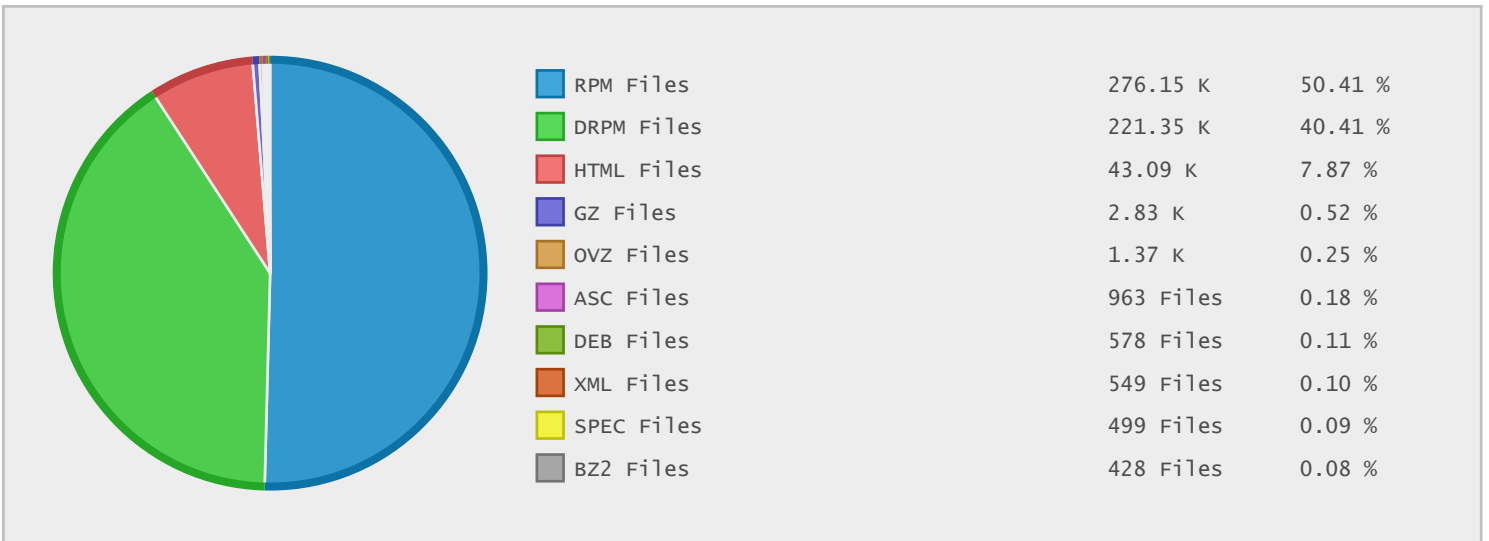 RPM Files 276.15 K 50.41 %
DRPM Files 221.35 K 40.41 %
HTML Files 43.09 K 7.87 %
GZ Files 2.83 K 0.52 %
OVZ Files 1.37 K 0.25 %
ASC Files 963 Files 0.18 %
DEB Files 578 Files 0.11 %
XML Files 549 Files 0.10 %
SPEC Files 499 Files 0.09 %
BZ2 Files 428 Files 0.08 %